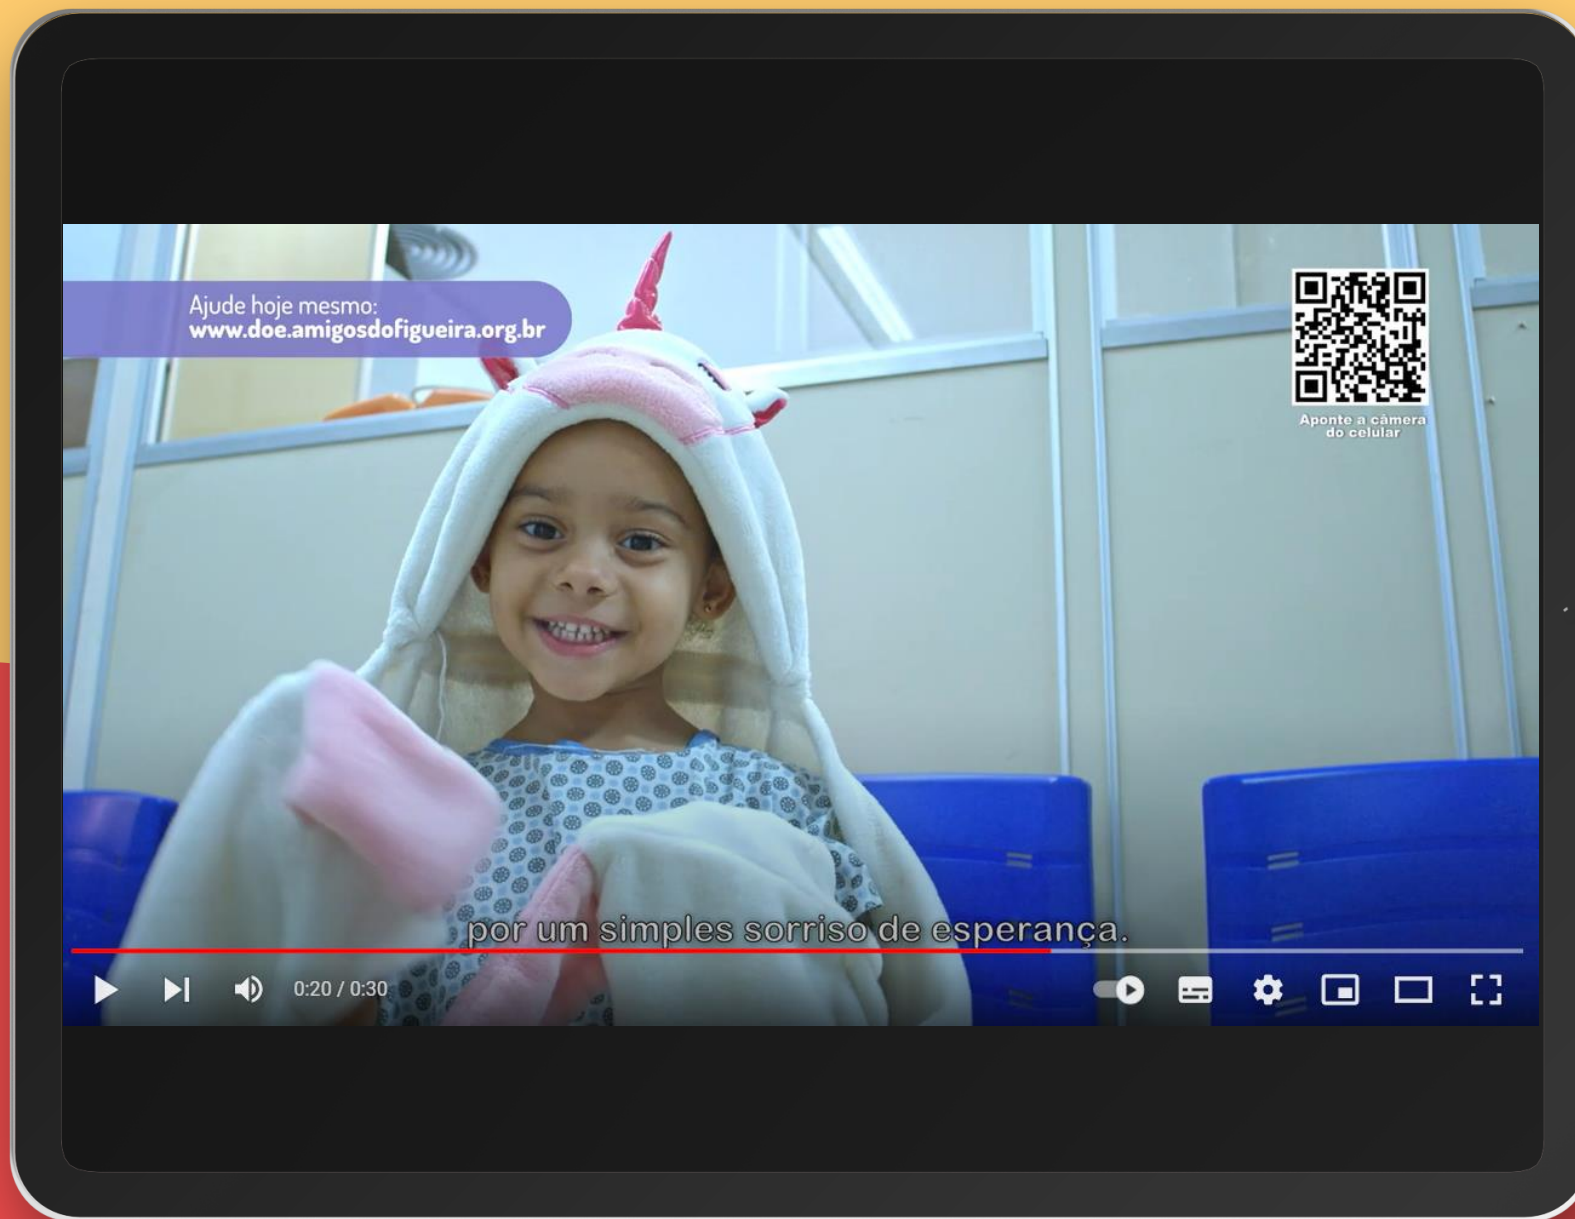 Ajude hoje mesmo:
www.doe.amigosdofigueira.org.br
Aponte a câmera
do celular
por um simples sorriso de esperança.
0:20 / 0:30